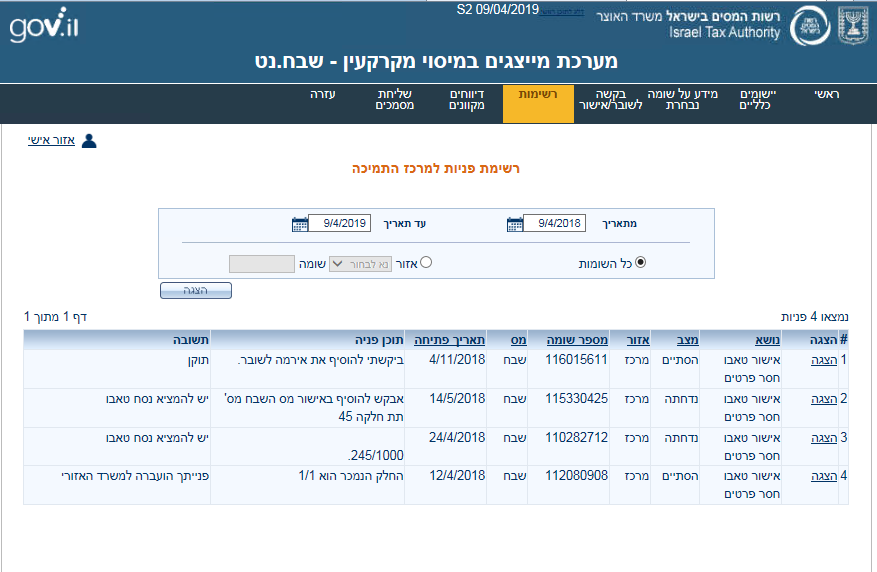 gov.il
S2 09/04/2019
רשות המסים בישראל משרד האוצר
Israel Tax Authority
מערכת מייצגים במיסוי מקרקעין - שבח.נט
ראשי
יישומים כלליים
מידע על שומה נבחרת
בקשה לשובר/אישור
רשימות
דיווחים מקוונים
שליחת מסמכים
עזרה
אזור אישי
רשימת פניות למרכז התמיכה
מתאריך 9/4/2018 עד תאריך 9/4/2019
כל השומות אזור נא לבחור שומה
הצגה
נמצאו 4 פניות דף 1 מתוך 1
# הצגה נושא מצב אזור מספר שומה מס תאריך פתיחה תוכן פניה תשובה
1 הצגה אישור טאבו חסר פרטים הסתיים מרכז 116015611 שבח 4/11/2018 ביקשתי להוסיף את אירמה לשובר. תוקן
2 הצגה אישור טאבו חסר פרטים נדחתה מרכז 115330425 שבח 14/5/2018 אבקש להוסיף באישור מס השבח מס' תת חלקה 45 יש להמציא נסח טאבו
3 הצגה אישור טאבו חסר פרטים נדחתה מרכז 110282712 שבח 24/4/2018 245/1000. יש להמציא נסח טאבו
4 הצגה אישור טאבו חסר פרטים הסתיים מרכז 112080908 שבח 12/4/2018 החלק הנמכר הוא 1/1 פנייתך הועברה למשרד האזורי